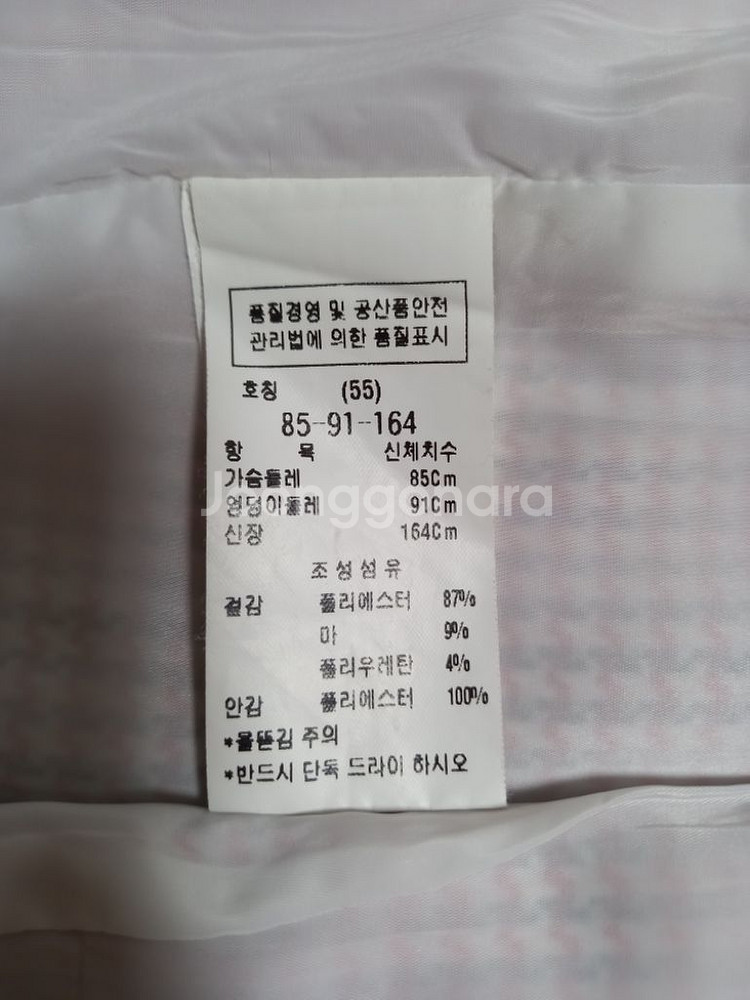 품질경영 및 공산품안전
관리법에 의한 품질표시
호칭 (55)
85-91-164
항 목 신체치수
가슴둘레 85Cm
엉덩이둘레 91Cm
신장 164Cm
Joonggonara
조성섬유
겉감 폴리에스터 87%
마 9%
폴리우레탄 4%
안감 폴리에스터 100%
*올뜯김 주의
*반드시 단독 드라이 하시오